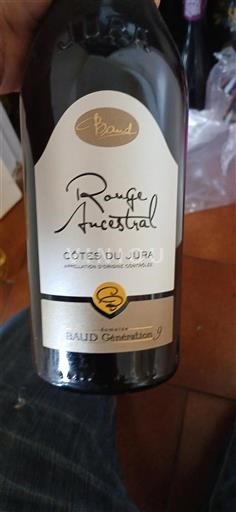 JURA
Baud
Rouge
Ancestral
CÔTES DU JURA
APPELLATION D'ORIGINE CONTRÔLÉE
Domaine
BAUD Génération 9